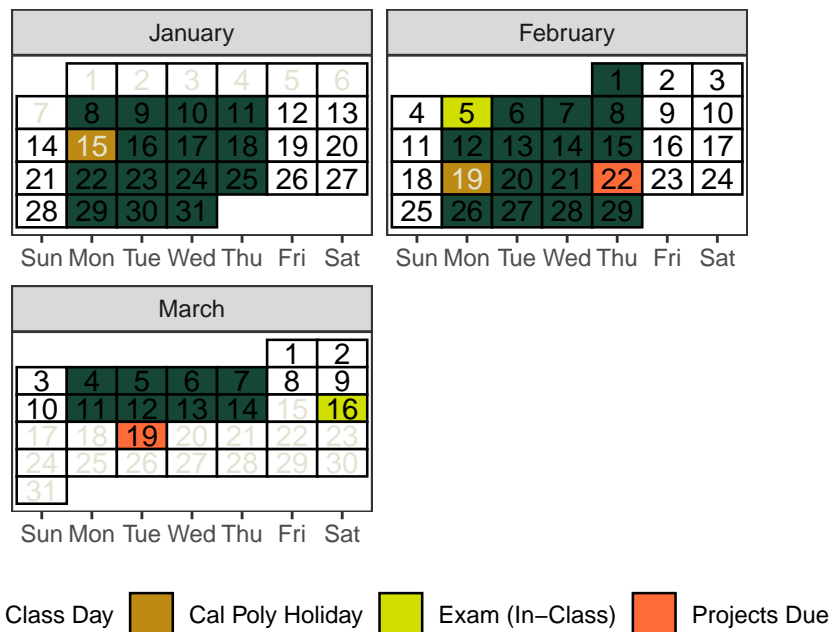 January
February
1 2 3 4 5 6
7 8 9 10 11 12 13
14 15 16 17 18 19 20
21 22 23 24 25 26 27
28 29 30 31
Sun Mon Tue Wed Thu Fri Sat
1 2 3
4 5 6 7 8 9 10
11 12 13 14 15 16 17
18 19 20 21 22 23 24
25 26 27 28 29
Sun Mon Tue Wed Thu Fri Sat
March
1 2
3 4 5 6 7 8 9
10 11 12 13 14 15 16
17 18 19 20 21 22 23
24 25 26 27 28 29 30
31
Sun Mon Tue Wed Thu Fri Sat
Class Day Cal Poly Holiday Exam (In−Class) Projects Due